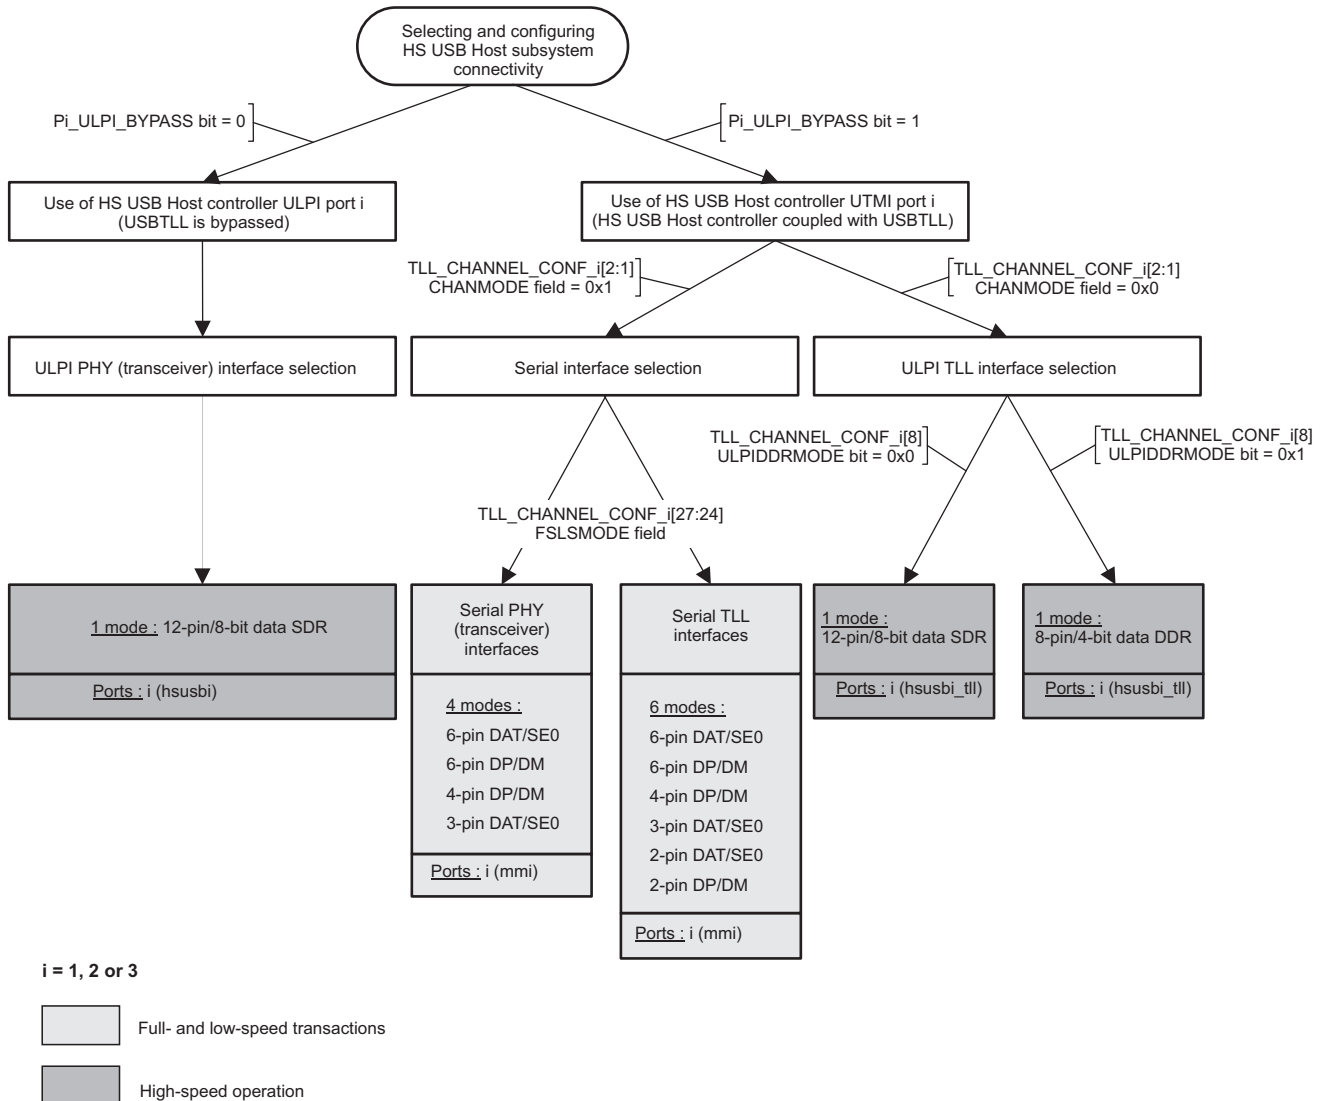 Selecting and configuring
HS USB Host subsystem
connectivity
Pi_ULPI_BYPASS bit = 0
Pi_ULPI_BYPASS bit = 1
Use of HS USB Host controller ULPI port i
(USBTLL is bypassed)
Use of HS USB Host controller UTMI port i
(HS USB Host controller coupled with USBTLL)
TLL_CHANNEL_CONF_i[2:1]
CHANMODE field = 0x1
TLL_CHANNEL_CONF_i[2:1]
CHANMODE field = 0x0
ULPI PHY (transceiver) interface selection
Serial interface selection
ULPI TLL interface selection
TLL_CHANNEL_CONF_i[8]
ULPIDDRMODE bit = 0x0
TLL_CHANNEL_CONF_i[8]
ULPIDDRMODE bit = 0x1
TLL_CHANNEL_CONF_i[27:24]
FSLSMODE field
1 mode : 12-pin/8-bit data SDR
Ports : i (hsusbi)
Serial PHY
(transceiver)
interfaces
4 modes :
6-pin DAT/SE0
6-pin DP/DM
4-pin DP/DM
3-pin DAT/SE0
Ports : i (mmi)
Serial TLL
interfaces
6 modes :
6-pin DAT/SE0
6-pin DP/DM
4-pin DP/DM
3-pin DAT/SE0
2-pin DAT/SE0
2-pin DP/DM
Ports : i (mmi)
1 mode :
12-pin/8-bit data SDR
Ports : i (hsusbi_tll)
1 mode :
8-pin/4-bit data DDR
Ports : i (hsusbi_tll)
i = 1, 2 or 3
Full- and low-speed transactions
High-speed operation